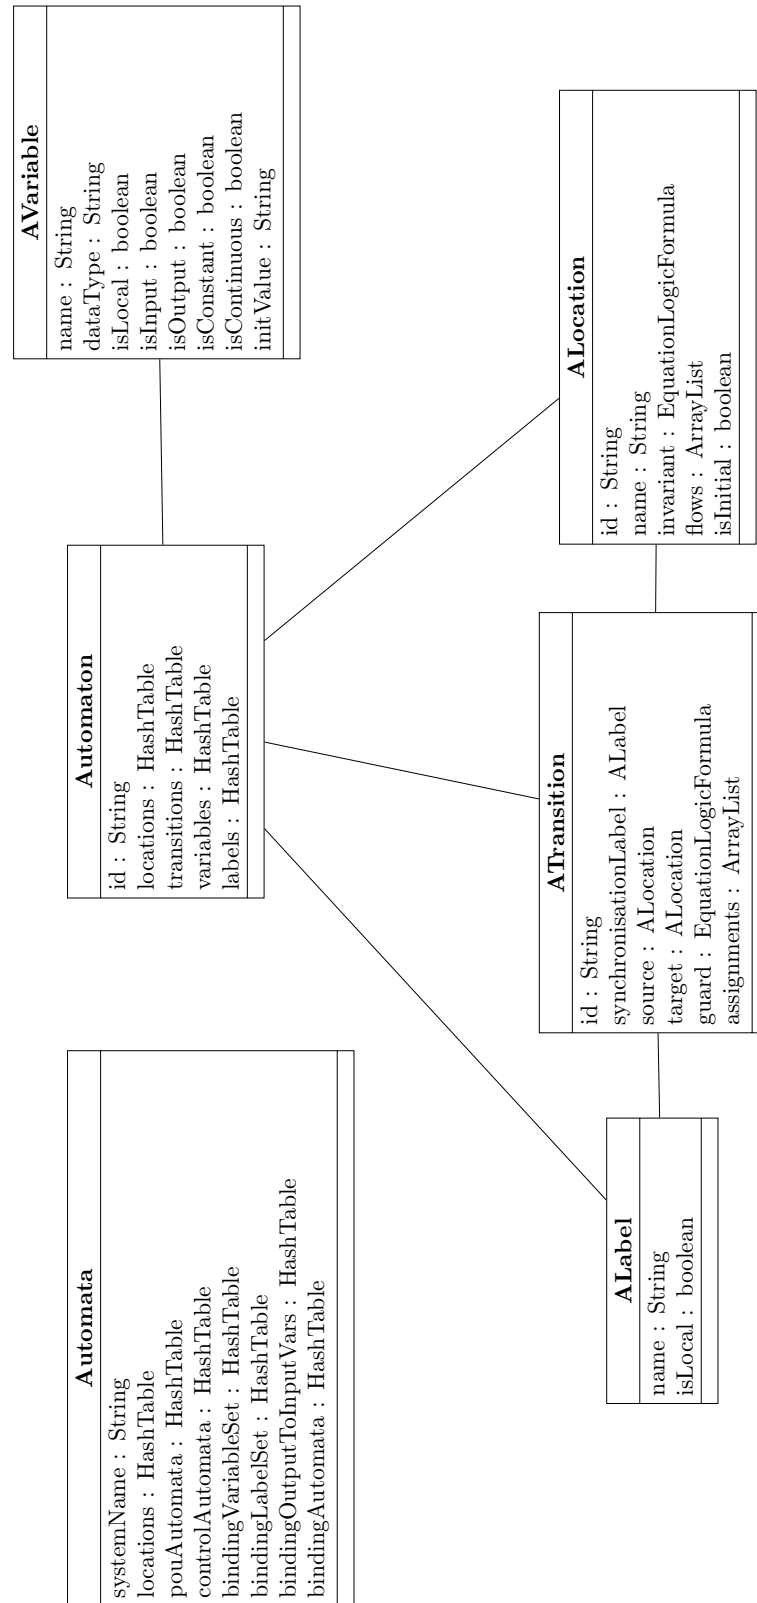 Automata
systemName : String
locations : HashTable
pouAutomata : HashTable
controlAutomata : HashTable
bindingVariableSet : HashTable
bindingLabelSet : HashTable
bindingOutputToInputVars : HashTable
bindingAutomata : HashTable
Automaton
id : String
locations : HashTable
transitions : HashTable
variables : HashTable
labels : HashTable
AVariable
name : String
dataType : String
isLocal : boolean
isInput : boolean
isOutput : boolean
isConstant : boolean
isContinuous : boolean
initValue : String
ALabel
name : String
isLocal : boolean
ATransition
id : String
synchronisationLabel : ALabel
source : ALocation
target : ALocation
guard : EquationLogicFormula
assignments : ArrayList
ALocation
id : String
name : String
invariant : EquationLogicFormula
flows : ArrayList
isInitial : boolean